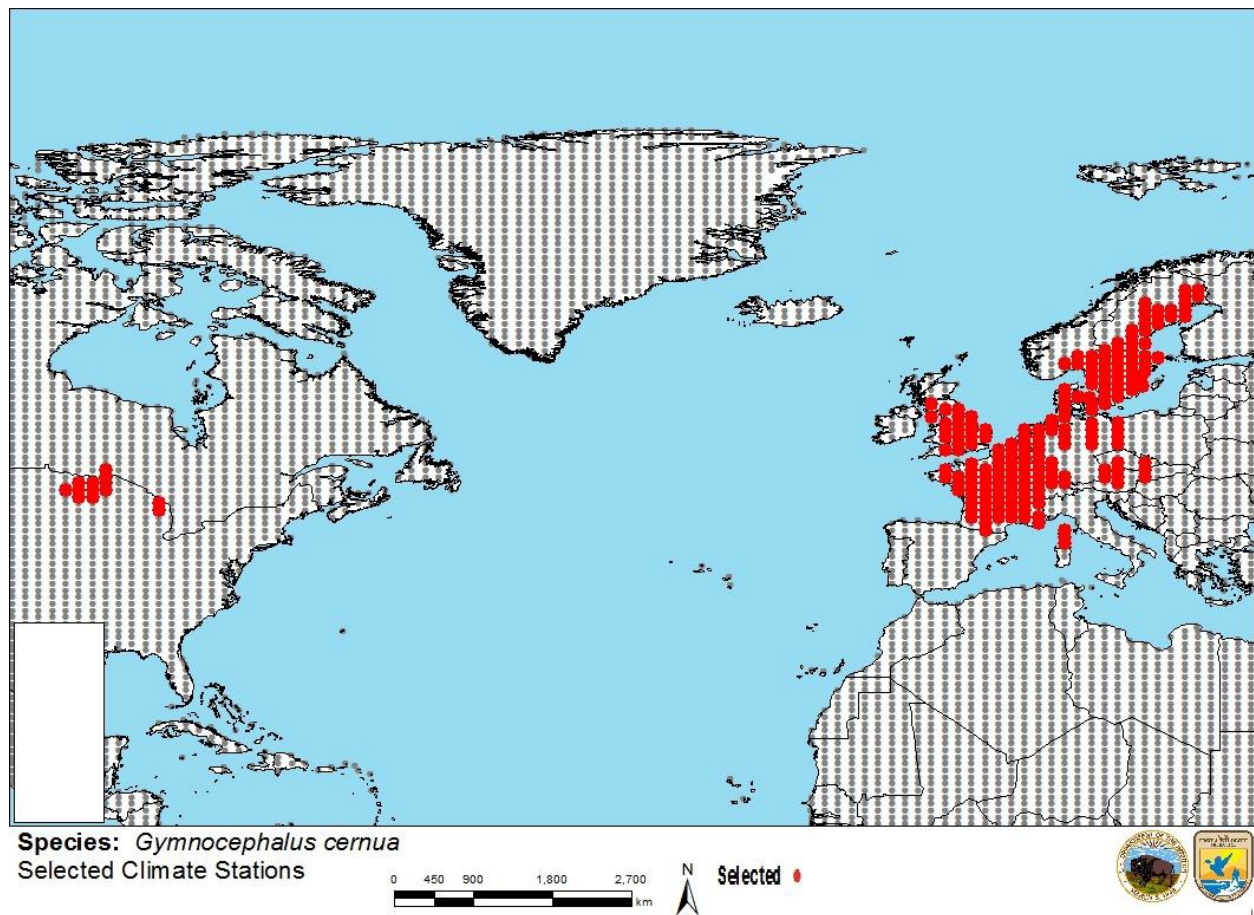 Species: Gymnocephalus cernua
Selected Climate Stations
0 450 900 1,800 2,700
km
N
Selected